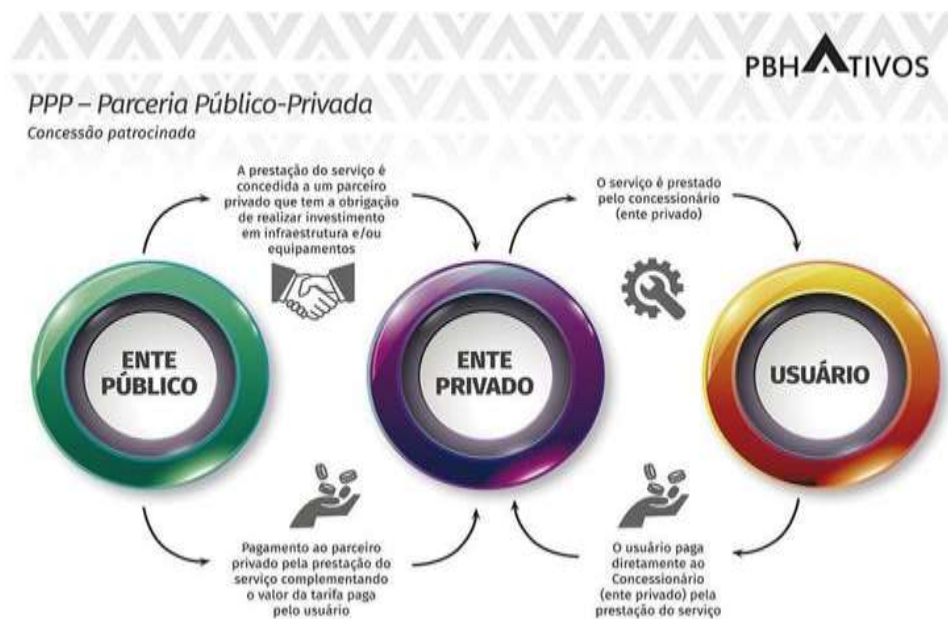 PBH ATIVOS
PPP – Parceria Público-Privada
Concessão patrocinada
A prestação do serviço é
concedida a um parceiro
privado que tem a obrigação
de realizar investimento
em infraestrutura e/ou
equipamentos
O serviço é prestado
pelo concessionário
(ente privado)
ENTE
PÚBLICO
ENTE
PRIVADO
USUÁRIO
Pagamento ao parceiro
privado pela prestação do
serviço complementando
o valor da tarifa paga
pelo usuário
O usuário paga
diretamente ao
Concessionário
(ente privado) pela
prestação do serviço